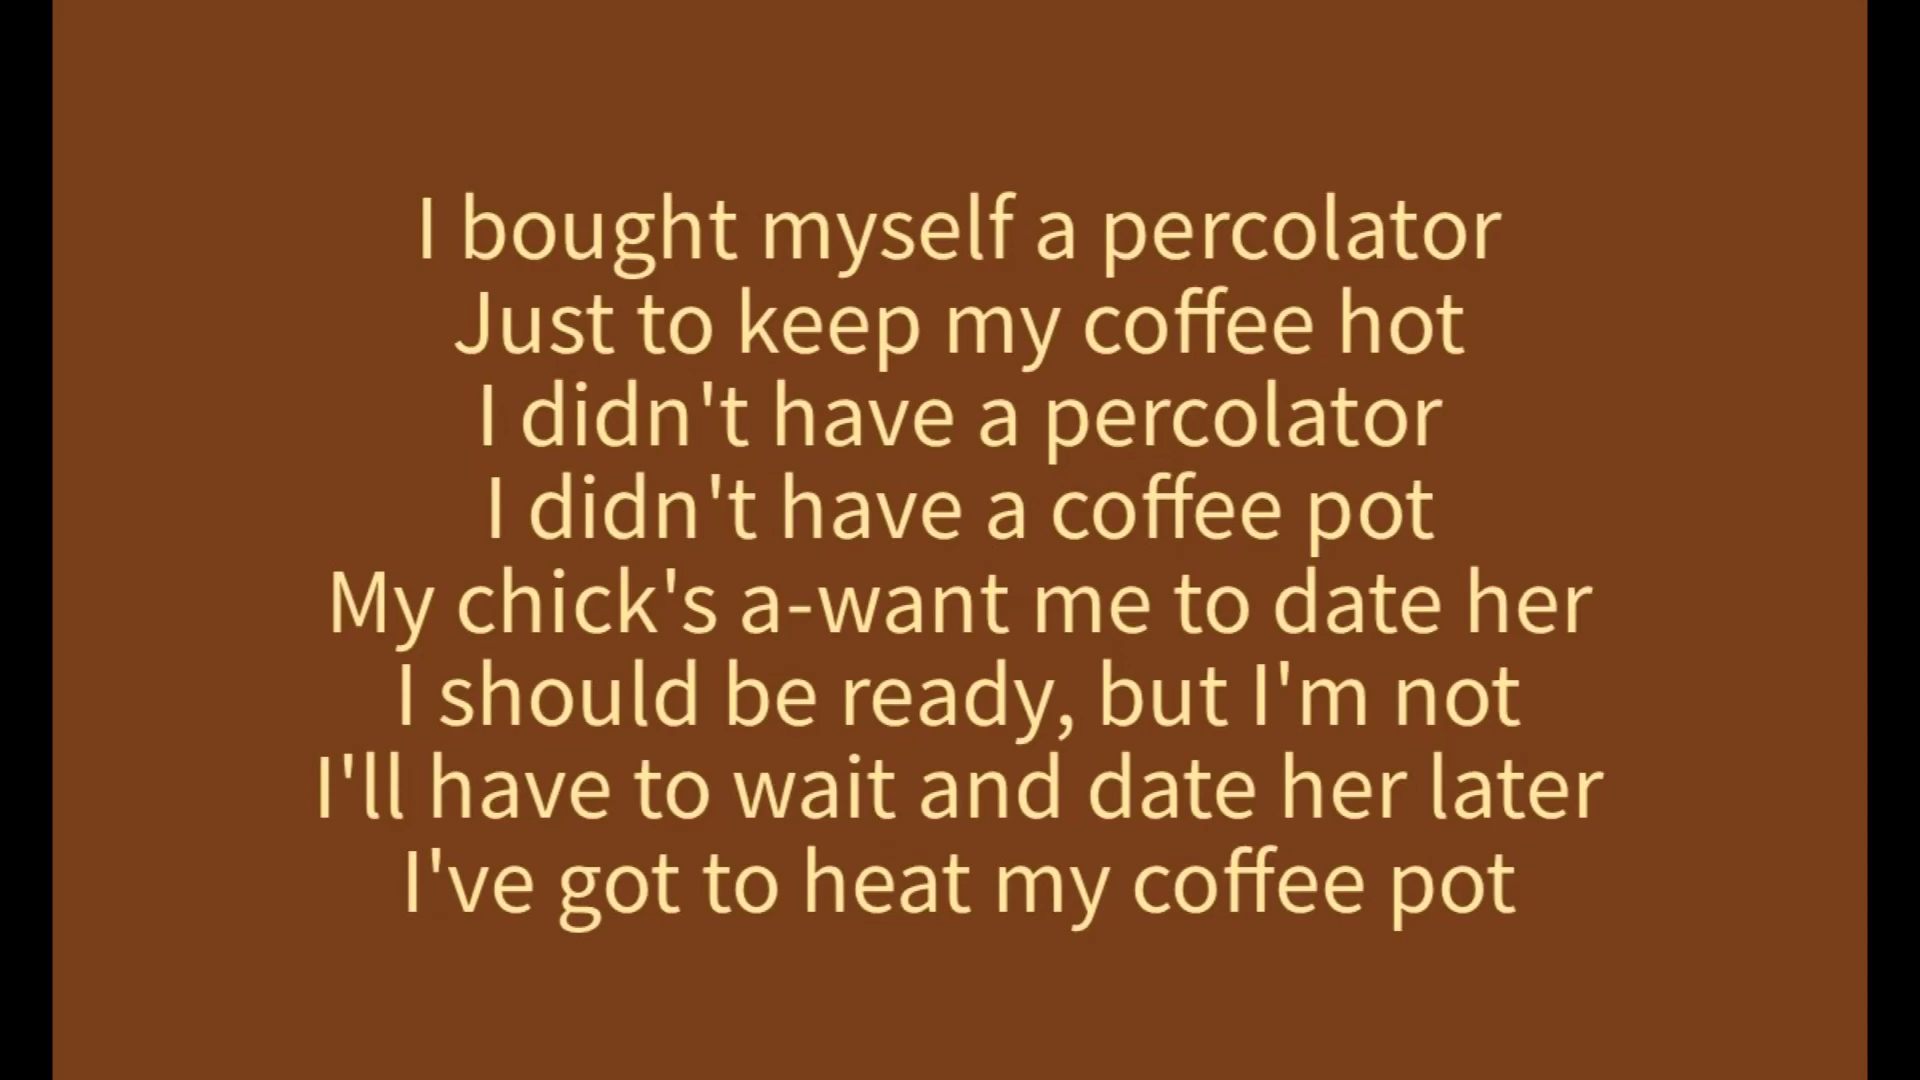 I bought myself a percolator
Just to keep my coffee hot
I didn't have a percolator
I didn't have a coffee pot
My chick's a-want me to date her
I should be ready, but I'm not
I'll have to wait and date her later
I've got to heat my coffee pot